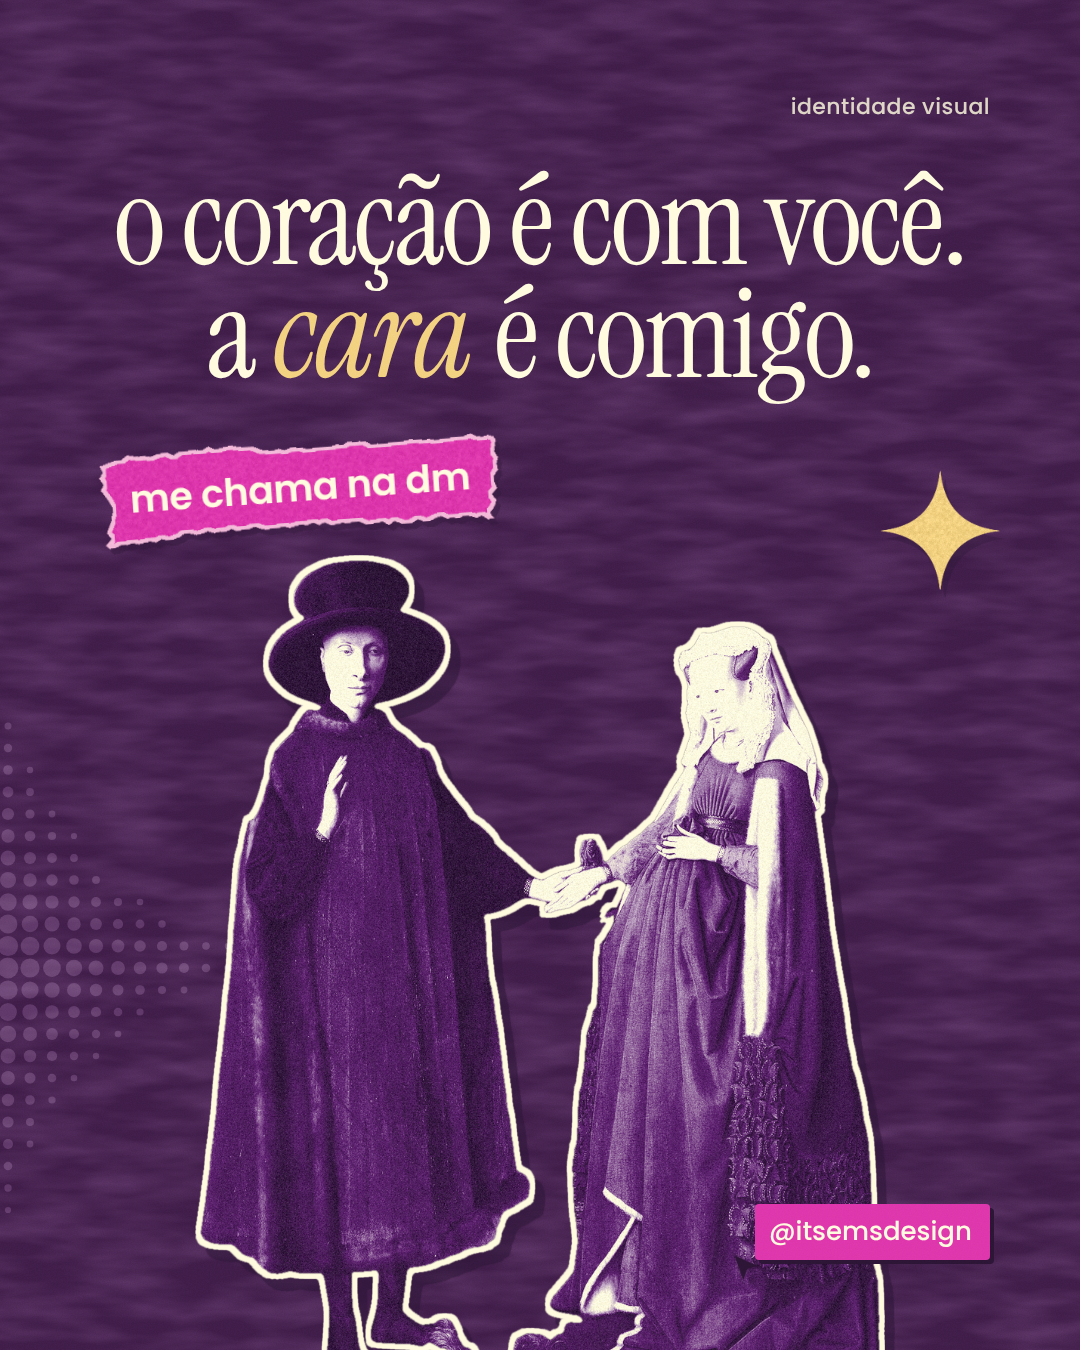 identidade visual
o coração é com você.
a cara é comigo.
me chama na dm
@itsemsdesign